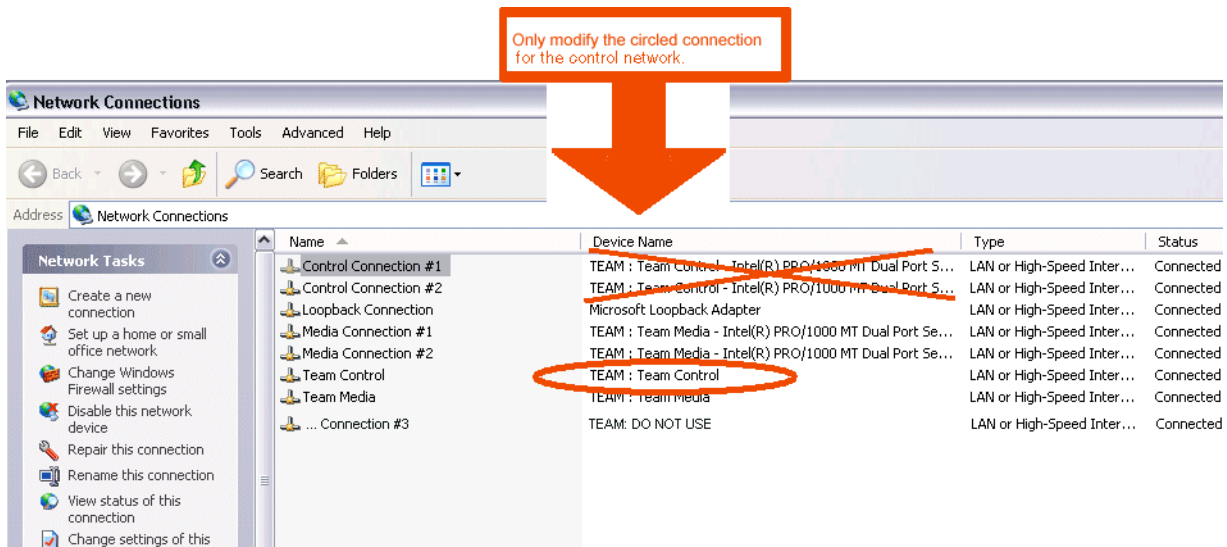 Only modify the circled connection
for the control network.
Network Connections
File Edit View Favorites Tools Advanced Help
Back Search Folders
Address Network Connections
Network Tasks
Create a new
connection
Set up a home or small
office network
Change Windows
Firewall settings
Disable this network
device
Repair this connection
Rename this connection
View status of this
connection
Change settings of this
Name Device Name Type Status
Control Connection #1 TEAM : Team Control - Intel(R) PRO/1000 MT Dual Port S... LAN or High-Speed Inter... Connected
Control Connection #2 TEAM : Team Control - Intel(R) PRO/1000 MT Dual Port S... LAN or High-Speed Inter... Connected
Loopback Connection Microsoft Loopback Adapter LAN or High-Speed Inter... Connected
Media Connection #1 TEAM : Team Media - Intel(R) PRO/1000 MT Dual Port Se... LAN or High-Speed Inter... Connected
Media Connection #2 TEAM : Team Media - Intel(R) PRO/1000 MT Dual Port Se... LAN or High-Speed Inter... Connected
Team Control TEAM : Team Control LAN or High-Speed Inter... Connected
Team Media TEAM : Team Media LAN or High-Speed Inter... Connected
... Connection #3 TEAM: DO NOT USE LAN or High-Speed Inter... Connected